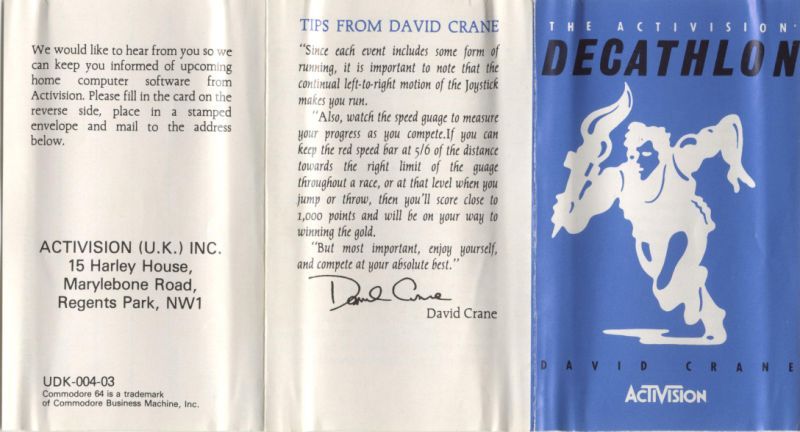 We would like to hear from you so we
can keep you informed of upcoming
home computer software from
Activision. Please fill in the card on the
reverse side, place in a stamped
envelope and mail to the address
below.
ACTIVISION (U.K.) INC.
15 Harley House,
Marylebone Road,
Regents Park, NW1
UDK-004-03
Commodore 64 is a trademark
of Commodore Business Machine, Inc.
TIPS FROM DAVID CRANE
"Since each event includes some form of
running, it is important to note that the
continual left-to-right motion of the Joystick
makes you run.
"Also, watch the speed guage to measure
your progress as you compete.If you can
keep the red speed bar at 5/6 of the distance
towards the right limit of the guage
throughout a race, or at that level when you
jump or throw, then you'll score close to
1,000 points and will be on your way to
winning the gold.
"But most important, enjoy yourself,
and compete at your absolute best."
David Crane
David Crane
THE ACTIVISION
DECATHLON
DAVID CRANE
ACTIVISION